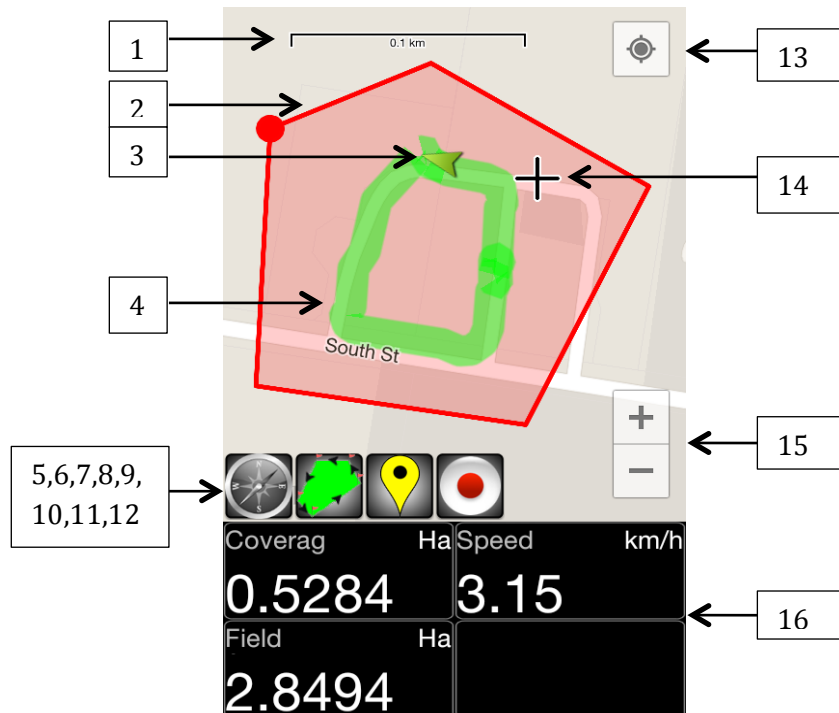 1
0.1 km
13
2
3
14
4
South St
15
5,6,7,8,9,
10,11,12
N
E
S
W
Coverag Ha
Speed km/h
0.5284
3.15
16
Field Ha
2.8494